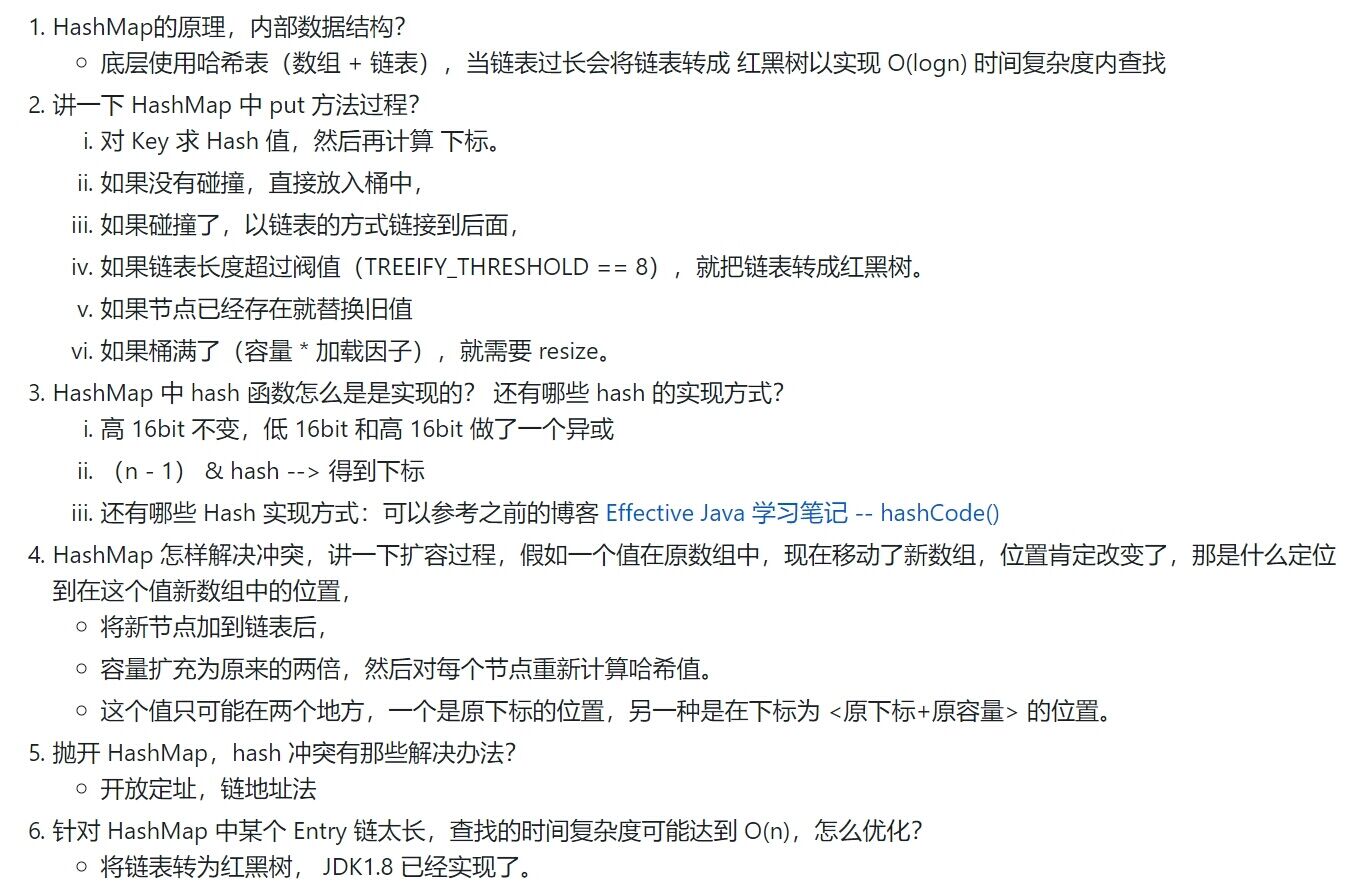 1. HashMap的原理，内部数据结构？
○ 底层使用哈希表（数组 + 链表），当链表过长会将链表转成 红黑树以实现 O(logn) 时间复杂度内查找
2. 讲一下 HashMap 中 put 方法过程？
i. 对 Key 求 Hash 值，然后再计算 下标。
ii. 如果没有碰撞，直接放入桶中，
iii. 如果碰撞了，以链表的方式链接到后面，
iv. 如果链表长度超过阀值（TREEIFY_THRESHOLD == 8），就把链表转成红黑树。
v. 如果节点已经存在就替换旧值
vi. 如果桶满了（容量 * 加载因子），就需要 resize。
3. HashMap 中 hash 函数怎么是是实现的？ 还有哪些 hash 的实现方式？
i. 高 16bit 不变，低 16bit 和高 16bit 做了一个异或
ii. （n - 1） & hash --> 得到下标
iii. 还有哪些 Hash 实现方式：可以参考之前的博客 Effective Java 学习笔记 -- hashCode()
4. HashMap 怎样解决冲突，讲一下扩容过程，假如一个值在原数组中，现在移动了新数组，位置肯定改变了，那是什么定位
到在这个值新数组中的位置，
○ 将新节点加到链表后，
○ 容量扩充为原来的两倍，然后对每个节点重新计算哈希值。
○ 这个值只可能在两个地方，一个是原下标的位置，另一种是在下标为 <原下标+原容量> 的位置。
5. 抛开 HashMap，hash 冲突有那些解决办法？
○ 开放定址，链地址法
6. 针对 HashMap 中某个 Entry 链太长，查找的时间复杂度可能达到 O(n)，怎么优化？
○ 将链表转为红黑树， JDK1.8 已经实现了。